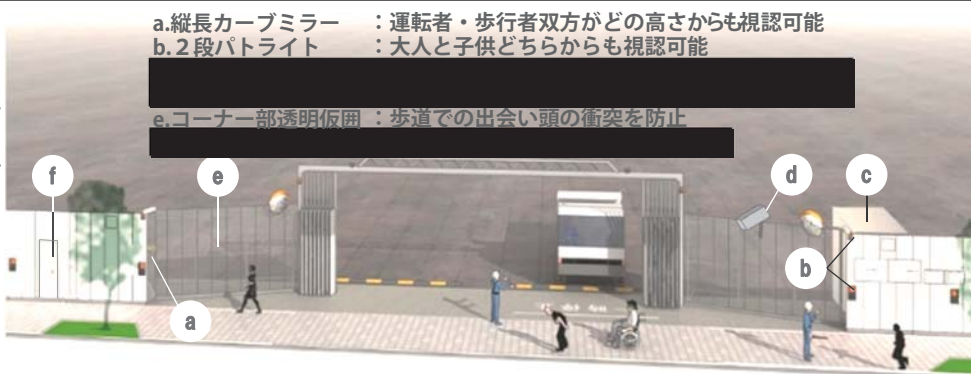 a.縦長カーブミラー ：運転者・歩行者双方がどの高さからも視認可能
b.２段パトライト ：大人と子供どちらからも視認可能
e.コーナー部透明仮囲 ：歩道での出会い頭の衝突を防止
f
e
d
c
b
a